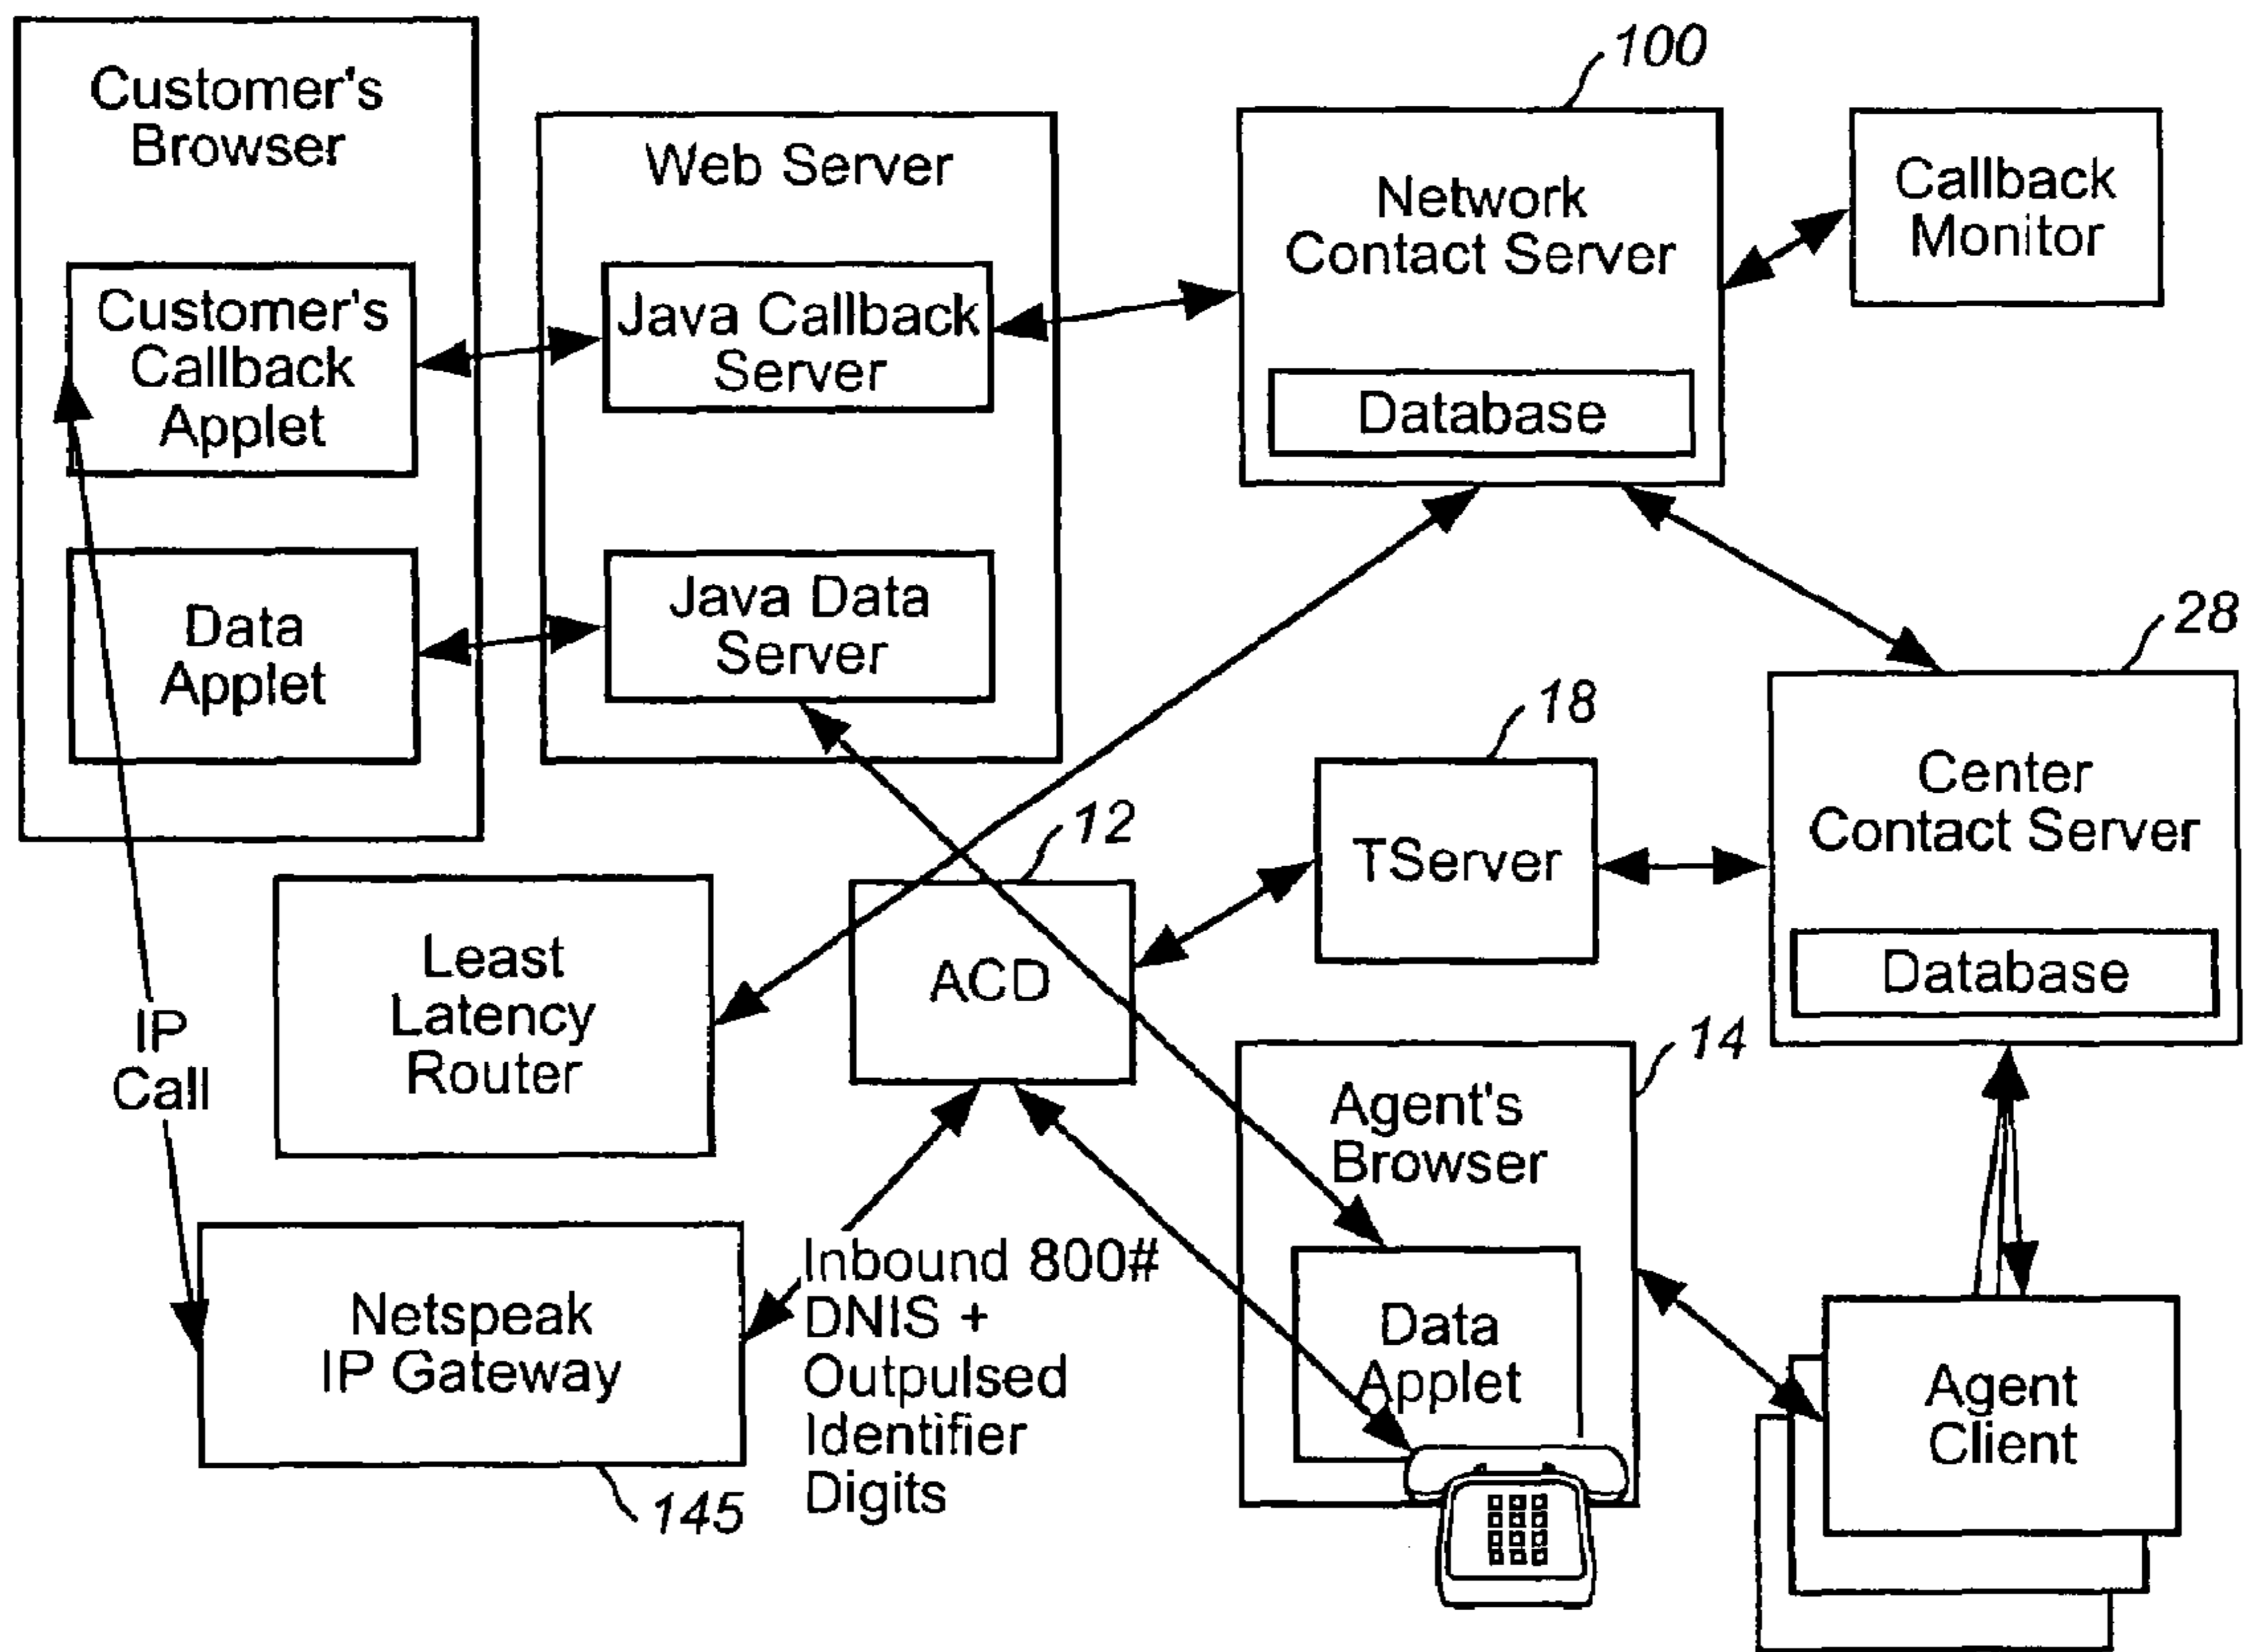 100
Customer's
Browser
Web Server
Network
Contact Server
Callback
Monitor
Customer's
Callback
Applet
Java Callback
Server
Database
Data
Applet
Java Data
Server
28
18
Center
Contact Server
12
TServer
Least
Latency
Router
ACD
Database
IP
Call
14
Agent's
Browser
Netspeak
IP Gateway
Inbound 800#
DNIS +
Outpulsed
Identifier
Digits
Data
Applet
Agent
Client
145